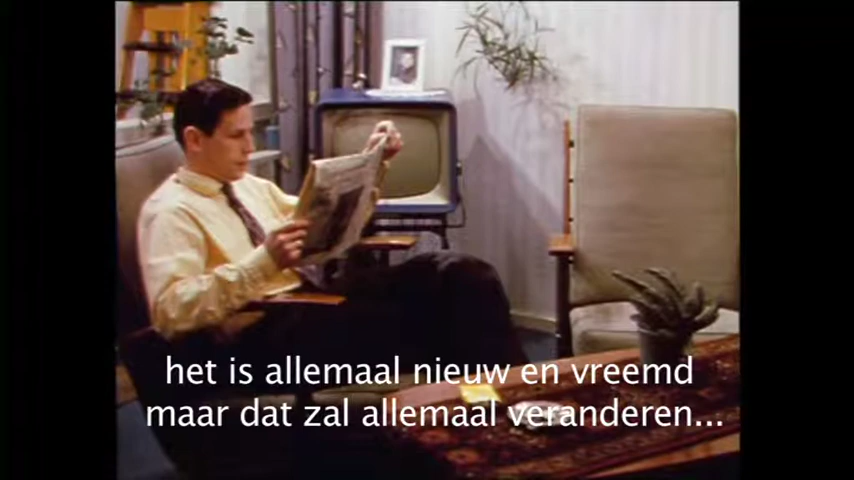 het is allemaal nieuw en vreemd
maar dat zal allemaal veranderen...